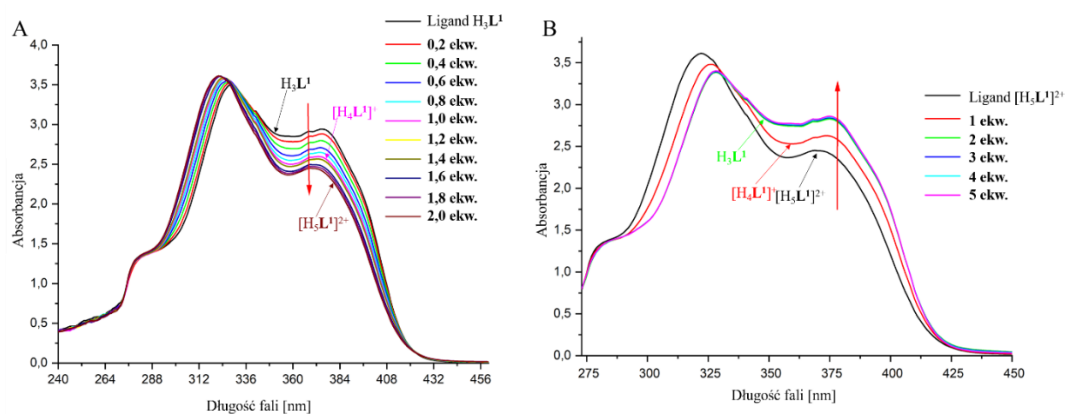 A
Absorbancja
4,0
3,5
3,0
2,5
2,0
1,5
1,0
0,5
0,0
240
264
288
312
336
360
384
408
432
456
Długość fali [nm]
H₃L¹
[H₄L¹]⁺
[H₅L¹]²⁺
Ligand H₃L¹
0,2 ekw.
0,4 ekw.
0,6 ekw.
0,8 ekw.
1,0 ekw.
1,2 ekw.
1,4 ekw.
1,6 ekw.
1,8 ekw.
2,0 ekw.
B
Absorbancja
3,5
3,0
2,5
2,0
1,5
1,0
0,5
0,0
275
300
325
350
375
400
425
450
Długość fali [nm]
H₃L¹
[H₄L¹]⁺
[H₅L¹]²⁺
Ligand [H₅L¹]²⁺
1 ekw.
2 ekw.
3 ekw.
4 ekw.
5 ekw.